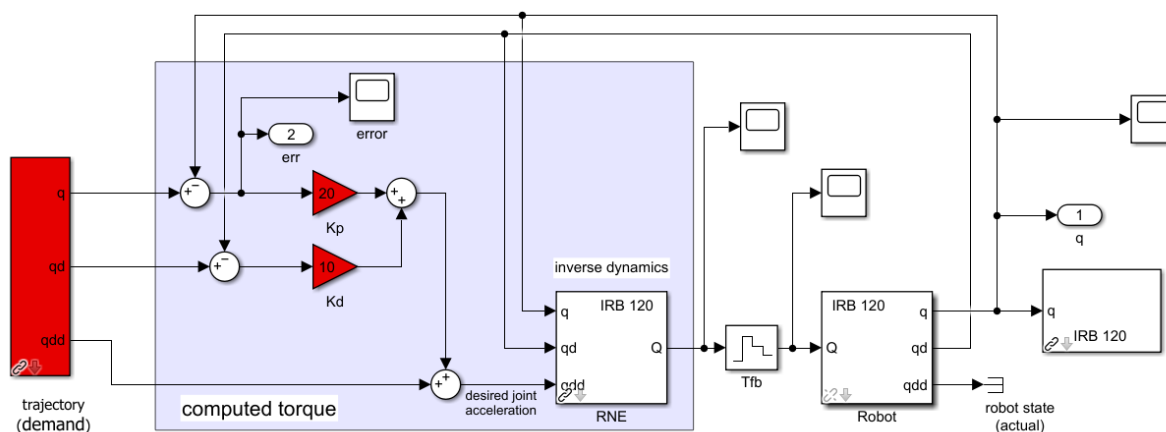 error
2
err
q
20
Kp
qd
10
Kd
inverse dynamics
IRB 120
q
qd
Q
qdd
RNE
qdd
desired joint
acceleration
computed torque
trajectory
(demand)
Tfb
IRB 120
Q
q
qd
qdd
Robot
1
q
q
IRB 120
robot state
(actual)